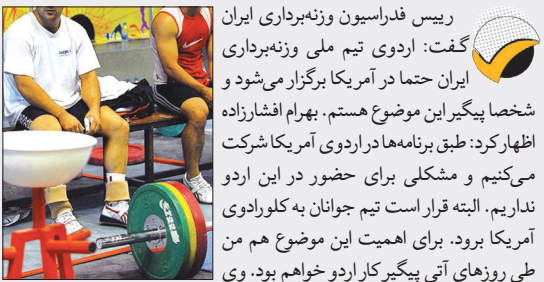 رییس فدراسیون وزنه‌برداری ایران
گفت: اردوی تیم ملی وزنه‌برداری
ایران حتما در آمریکا برگزار می‌شود و
شخصا پیگیر این موضوع هستم. بهرام افشارزاده
اظهار کرد: طبق برنامه‌ها در اردوی آمریکا شرکت
می‌کنیم و مشکلی برای حضور در این اردو
نداریم. البته قرار است تیم جوانان به کلورادوی
آمریکا برود. برای اهمیت این موضوع هم من
طی روزهای آتی پیگیر کار اردو خواهم بود. وی